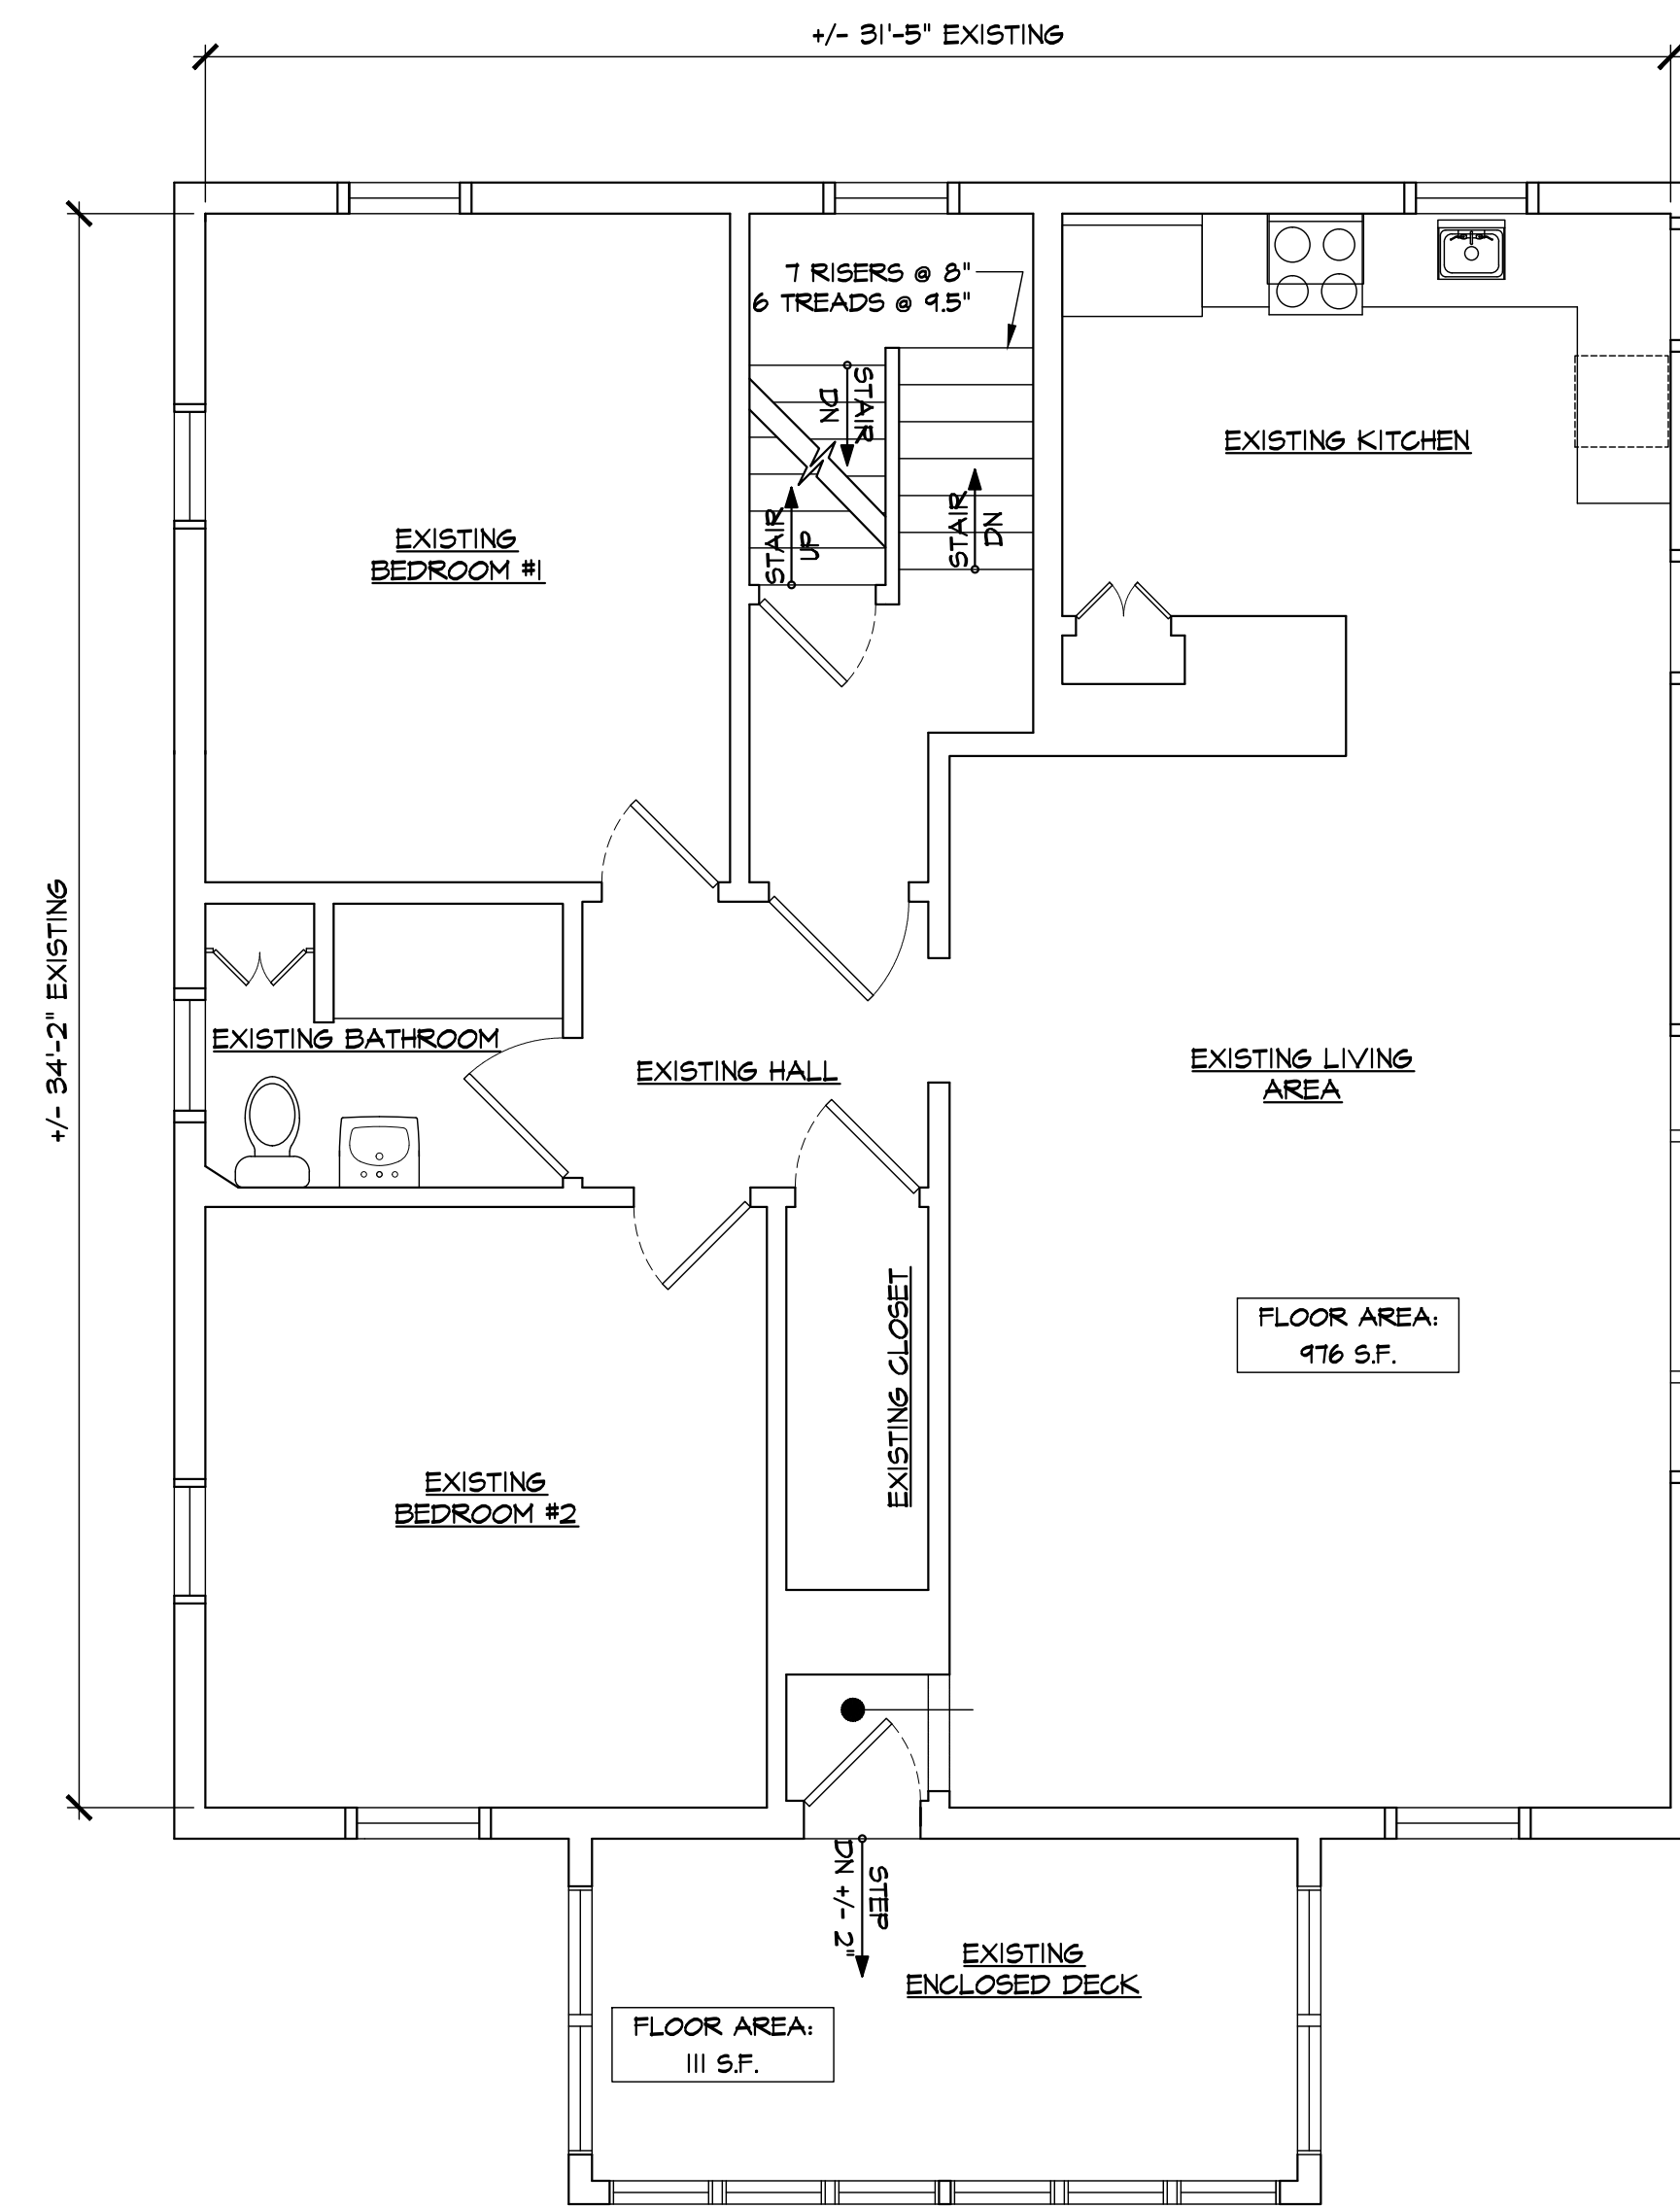 +/- 31'-5" EXISTING
7 RISERS @ 8"
6 TREADS @ 9.5"
STAIR
DN
STAIR
UP
STAIR
DN
EXISTING KITCHEN
EXISTING
BEDROOM #1
+/- 34'-2" EXISTING
EXISTING BATHROOM
EXISTING HALL
EXISTING LIVING
AREA
FLOOR AREA:
976 S.F.
EXISTING CLOSET
EXISTING
BEDROOM #2
STEP
DN +/- 2"
EXISTING
ENCLOSED DECK
FLOOR AREA:
111 S.F.